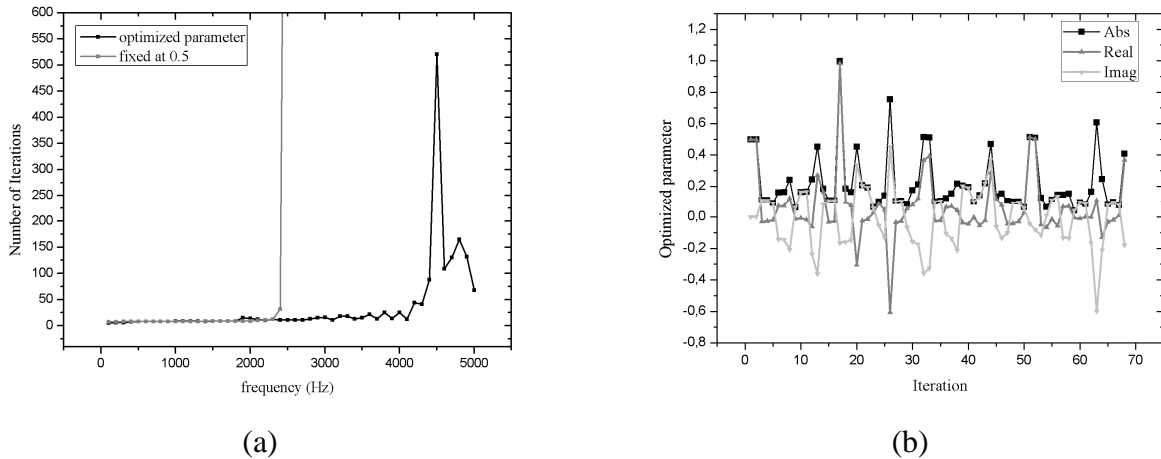 600
550
500
450
400
350
300
250
200
150
100
50
0
Number of Iterations
optimized parameter
fixed at 0.5
0 1000 2000 3000 4000 5000
frequency (Hz)
(a)
1,2
1,0
0,8
0,6
0,4
0,2
0,0
-0,2
-0,4
-0,6
-0,8
Optimized parameter
Abs
Real
Imag
0 10 20 30 40 50 60 70
Iteration
(b)